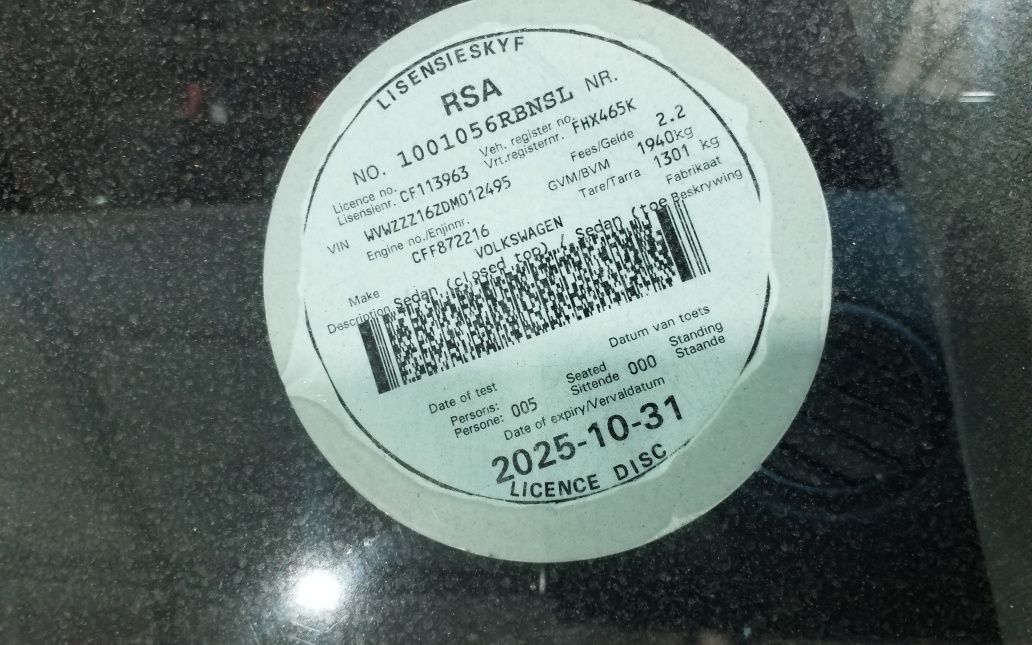 LISENSIESKYF
RSA
NO. 1001056RBNSL NR.
Licence no. Veh. register no.
Lisensienr. CF113963 Vrt.registernr. FHX465K
VIN WVWZZZ16ZDM012495 Fees/Gelde 2.2
Engine no./Enjinnr. GVM/BVM 1940kg
CFF872216 Tare/Tarra 1301 kg
Make VOLKSWAGEN Fabrikaat
Description Sedan (closed top) / Sedan (toe Beskrywing
Date of test Datum van toets
Persons: Seated Standing
Persone: 005 Sittende 000 Staande
Date of expiry/Vervaldatum
2025-10-31
LICENCE DISC